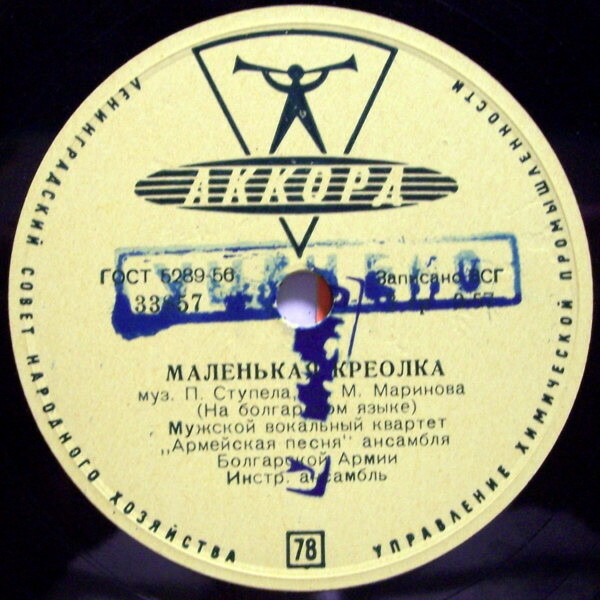 ЛЕНИНГРАДСКИЙ СОВЕТ НАРОДНОГО ХОЗЯЙСТВА
УПРАВЛЕНИЕ ХИМИЧЕСКОЙ ПРОМЫШЛЕННОСТИ
АККОРД
ГОСТ 5289-56
Записано ВСГ
МАЛЕНЬКАЯ КРЕОЛКА
муз. П. Ступела, М. Маринова
(На болгарском языке)
Мужской вокальный квартет
„Армейская песня" ансамбля
Болгарской Армии
Инстр. ансамбль
78